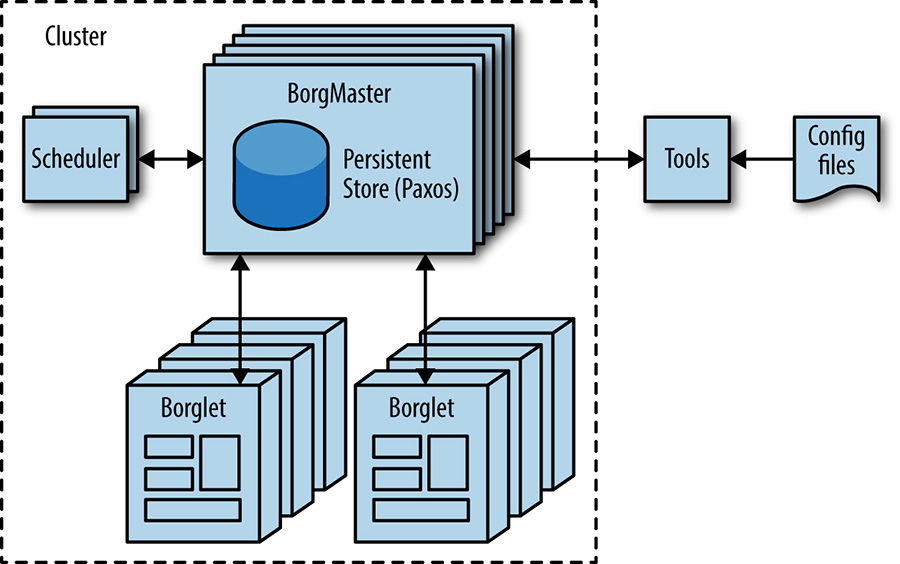 Cluster
BorgMaster
Scheduler
Persistent
Store (Paxos)
Tools
Config
files
Borglet
Borglet